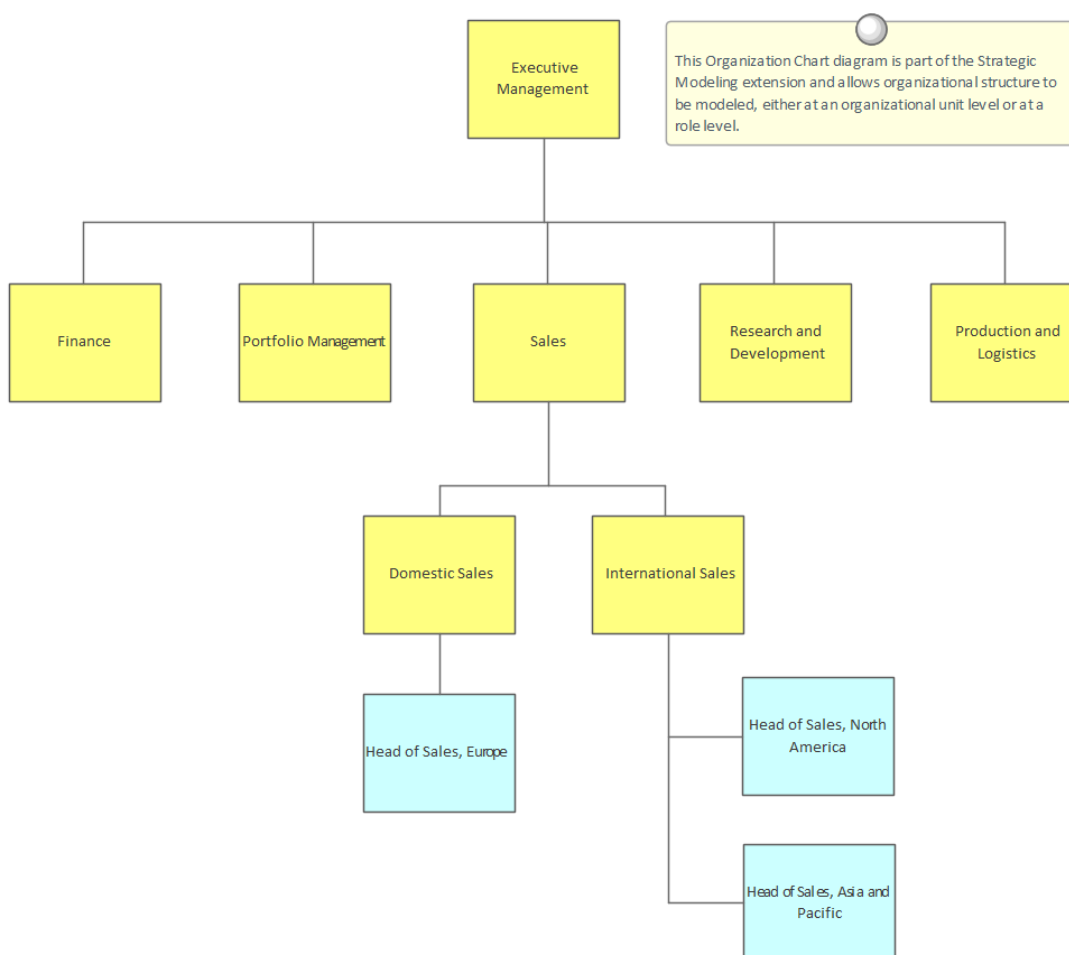 Executive
Management
This Organization Chart diagram is part of the Strategic
Modeling extension and allows organizational structure to
be modeled, either at an organizational unit level or at a
role level.
Finance
Portfolio Management
Sales
Research and
Development
Production and
Logistics
Domestic Sales
International Sales
Head of Sales, Europe
Head of Sales, North
America
Head of Sales, Asia and
Pacific